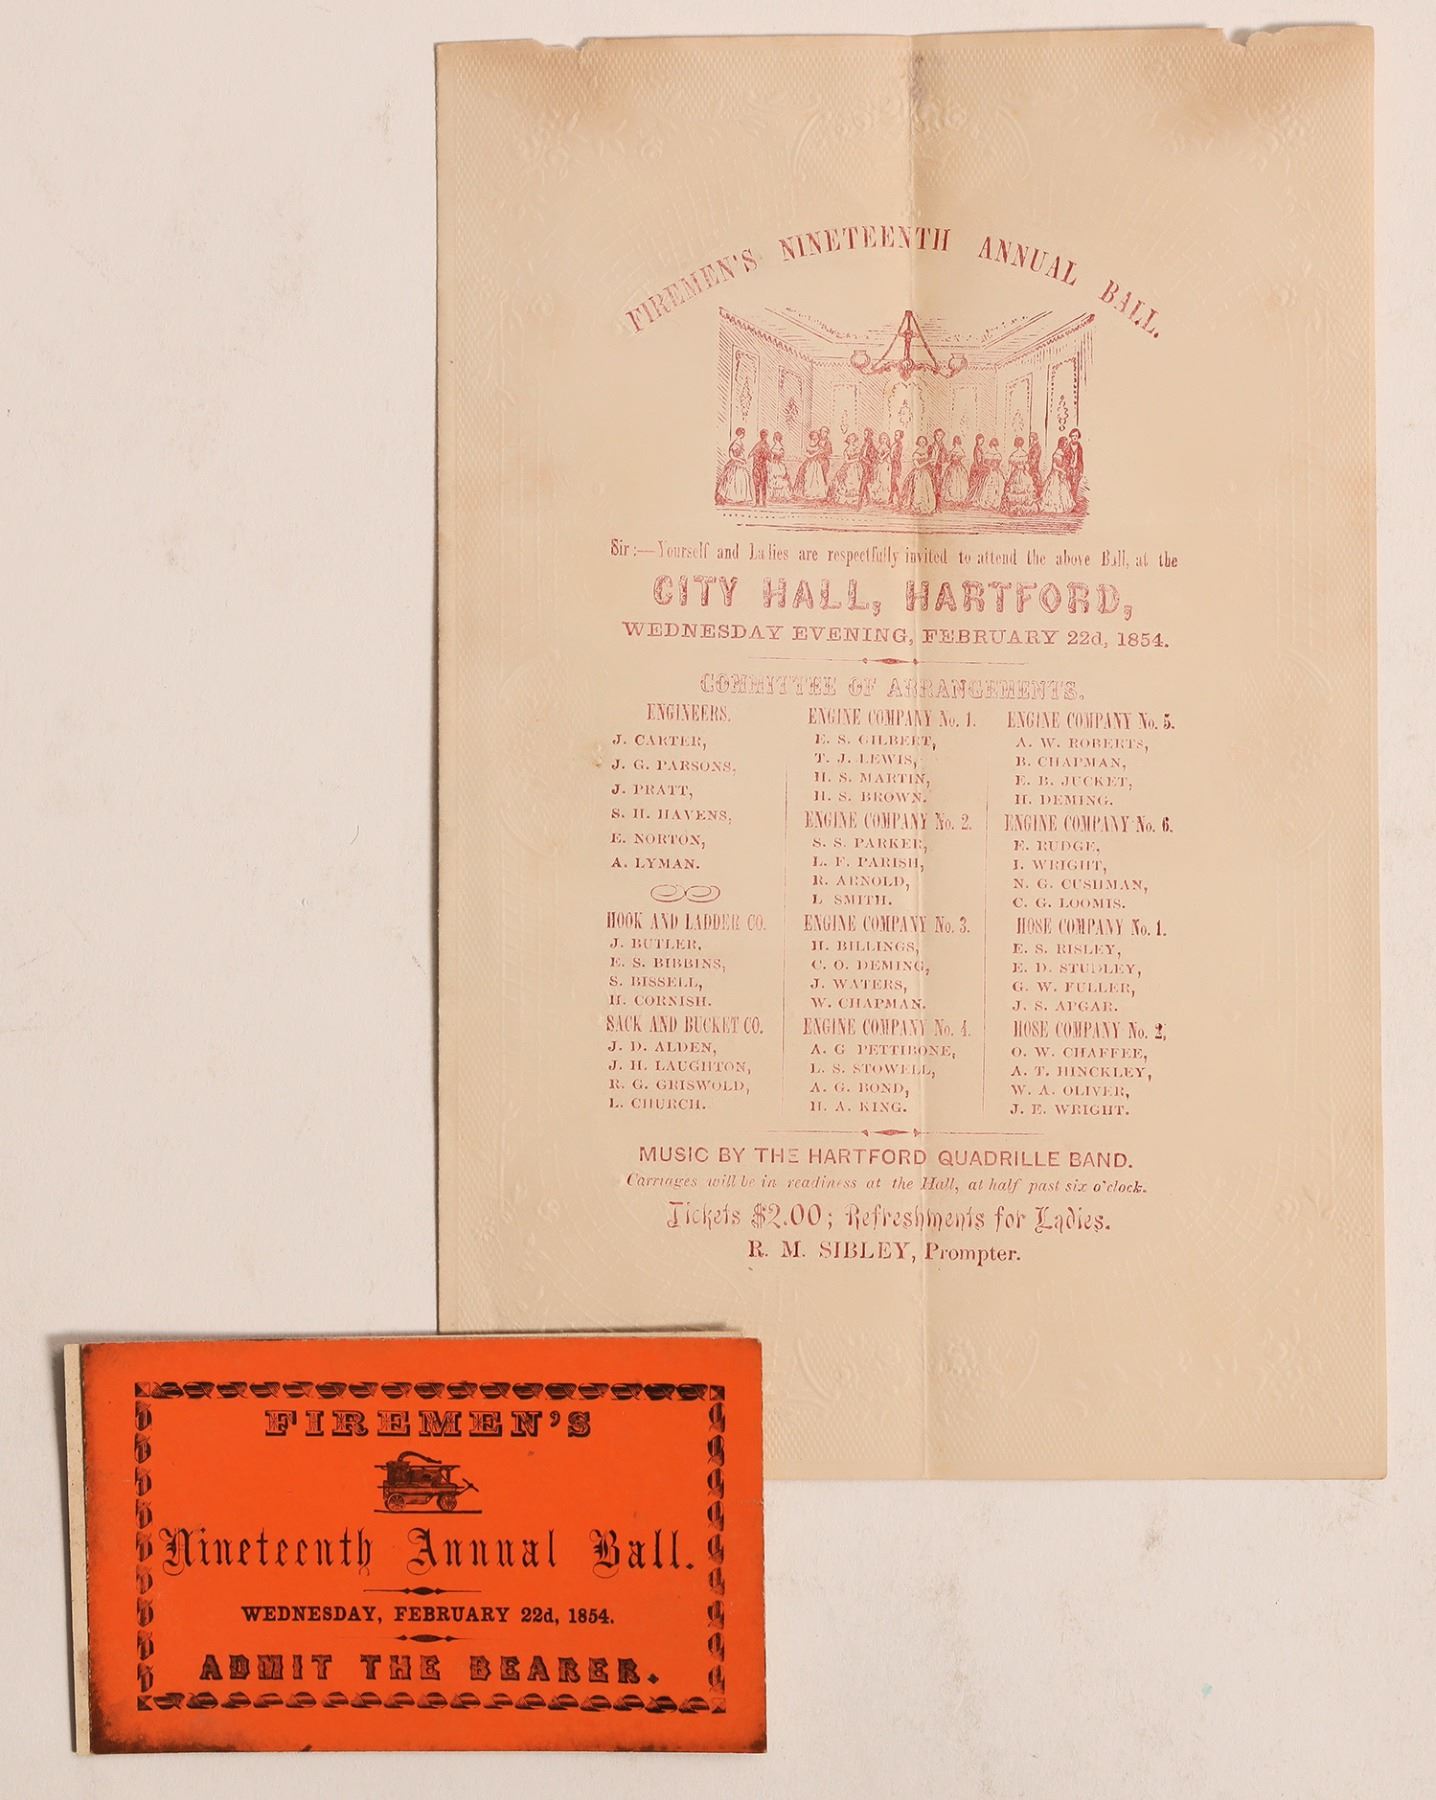 FIREMEN'S NINETEENTH ANNUAL BALL.
Sir:—Yourself and Ladies are respectfully invited to attend the above Ball, at the
CITY HALL, HARTFORD,
WEDNESDAY EVENING, FEBRUARY 22d, 1854.
COMMITTEE OF ARRANGEMENTS.
ENGINEERS.
J. CARTER,
J. G. PARSONS,
J. PRATT,
S. H. HAVENS,
E. NORTON,
A. LYMAN.
HOOK AND LADDER CO.
J. BUTLER,
E. S. BIBBINS,
S. BISSELL,
H. CORNISH.
SACK AND BUCKET CO.
J. D. ALDEN,
J. H. LAUGHTON,
R. G. GRISWOLD,
L. CHURCH.
ENGINE COMPANY No. 1.
E. S. GILBERT,
T. J. LEWIS,
H. S. MARTIN,
H. S. BROWN.
ENGINE COMPANY No. 2.
S. S. PARKER,
L. F. PARISH,
R. ARNOLD,
L SMITH.
ENGINE COMPANY No. 3.
H. BILLINGS,
C. O. DEMING,
J. WATERS,
W. CHAPMAN.
ENGINE COMPANY No. 4.
A. G PETTIBONE,
L. S. STOWELL,
A. G. BOND,
H. A. KING.
ENGINE COMPANY No. 5.
A. W. ROBERTS,
B. CHAPMAN,
E. B. JUCKET,
H. DEMING.
ENGINE COMPANY No. 6.
E. RUDGE,
I. WRIGHT,
N. G. CUSHMAN,
C. G. LOOMIS.
HOSE COMPANY No. 1.
E. S. RISLEY,
E. D. STUDLEY,
G. W. FULLER,
J. S. APGAR.
HOSE COMPANY No. 2,
O. W. CHAFFEE,
A. T. HINCKLEY,
W. A. OLIVER,
J. E. WRIGHT.
MUSIC BY THE HARTFORD QUADRILLE BAND.
Carriages will be in readiness at the Hall, at half past six o'clock.
Tickets $2.00; Refreshments for Ladies.
R. M. SIBLEY, Prompter.
FIREMEN'S
Nineteenth Annual Ball.
WEDNESDAY, FEBRUARY 22d, 1854.
ADMIT THE BEARER.